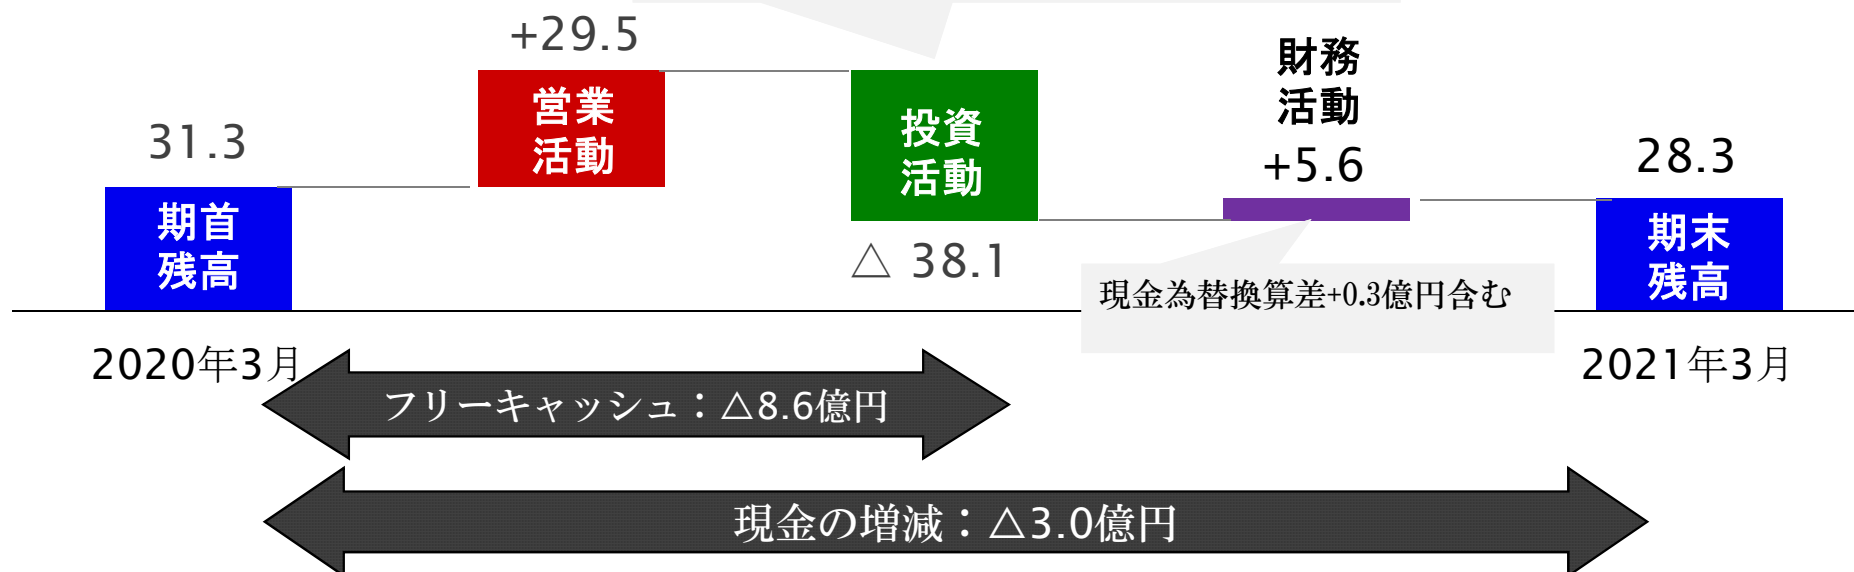 +29.5
営業
活動
31.3
期首
残高
投資
活動
△ 38.1
財務
活動
+5.6
現金為替換算差+0.3億円含む
28.3
期末
残高
2020年3月
2021年3月
フリーキャッシュ：△8.6億円
現金の増減：△3.0億円